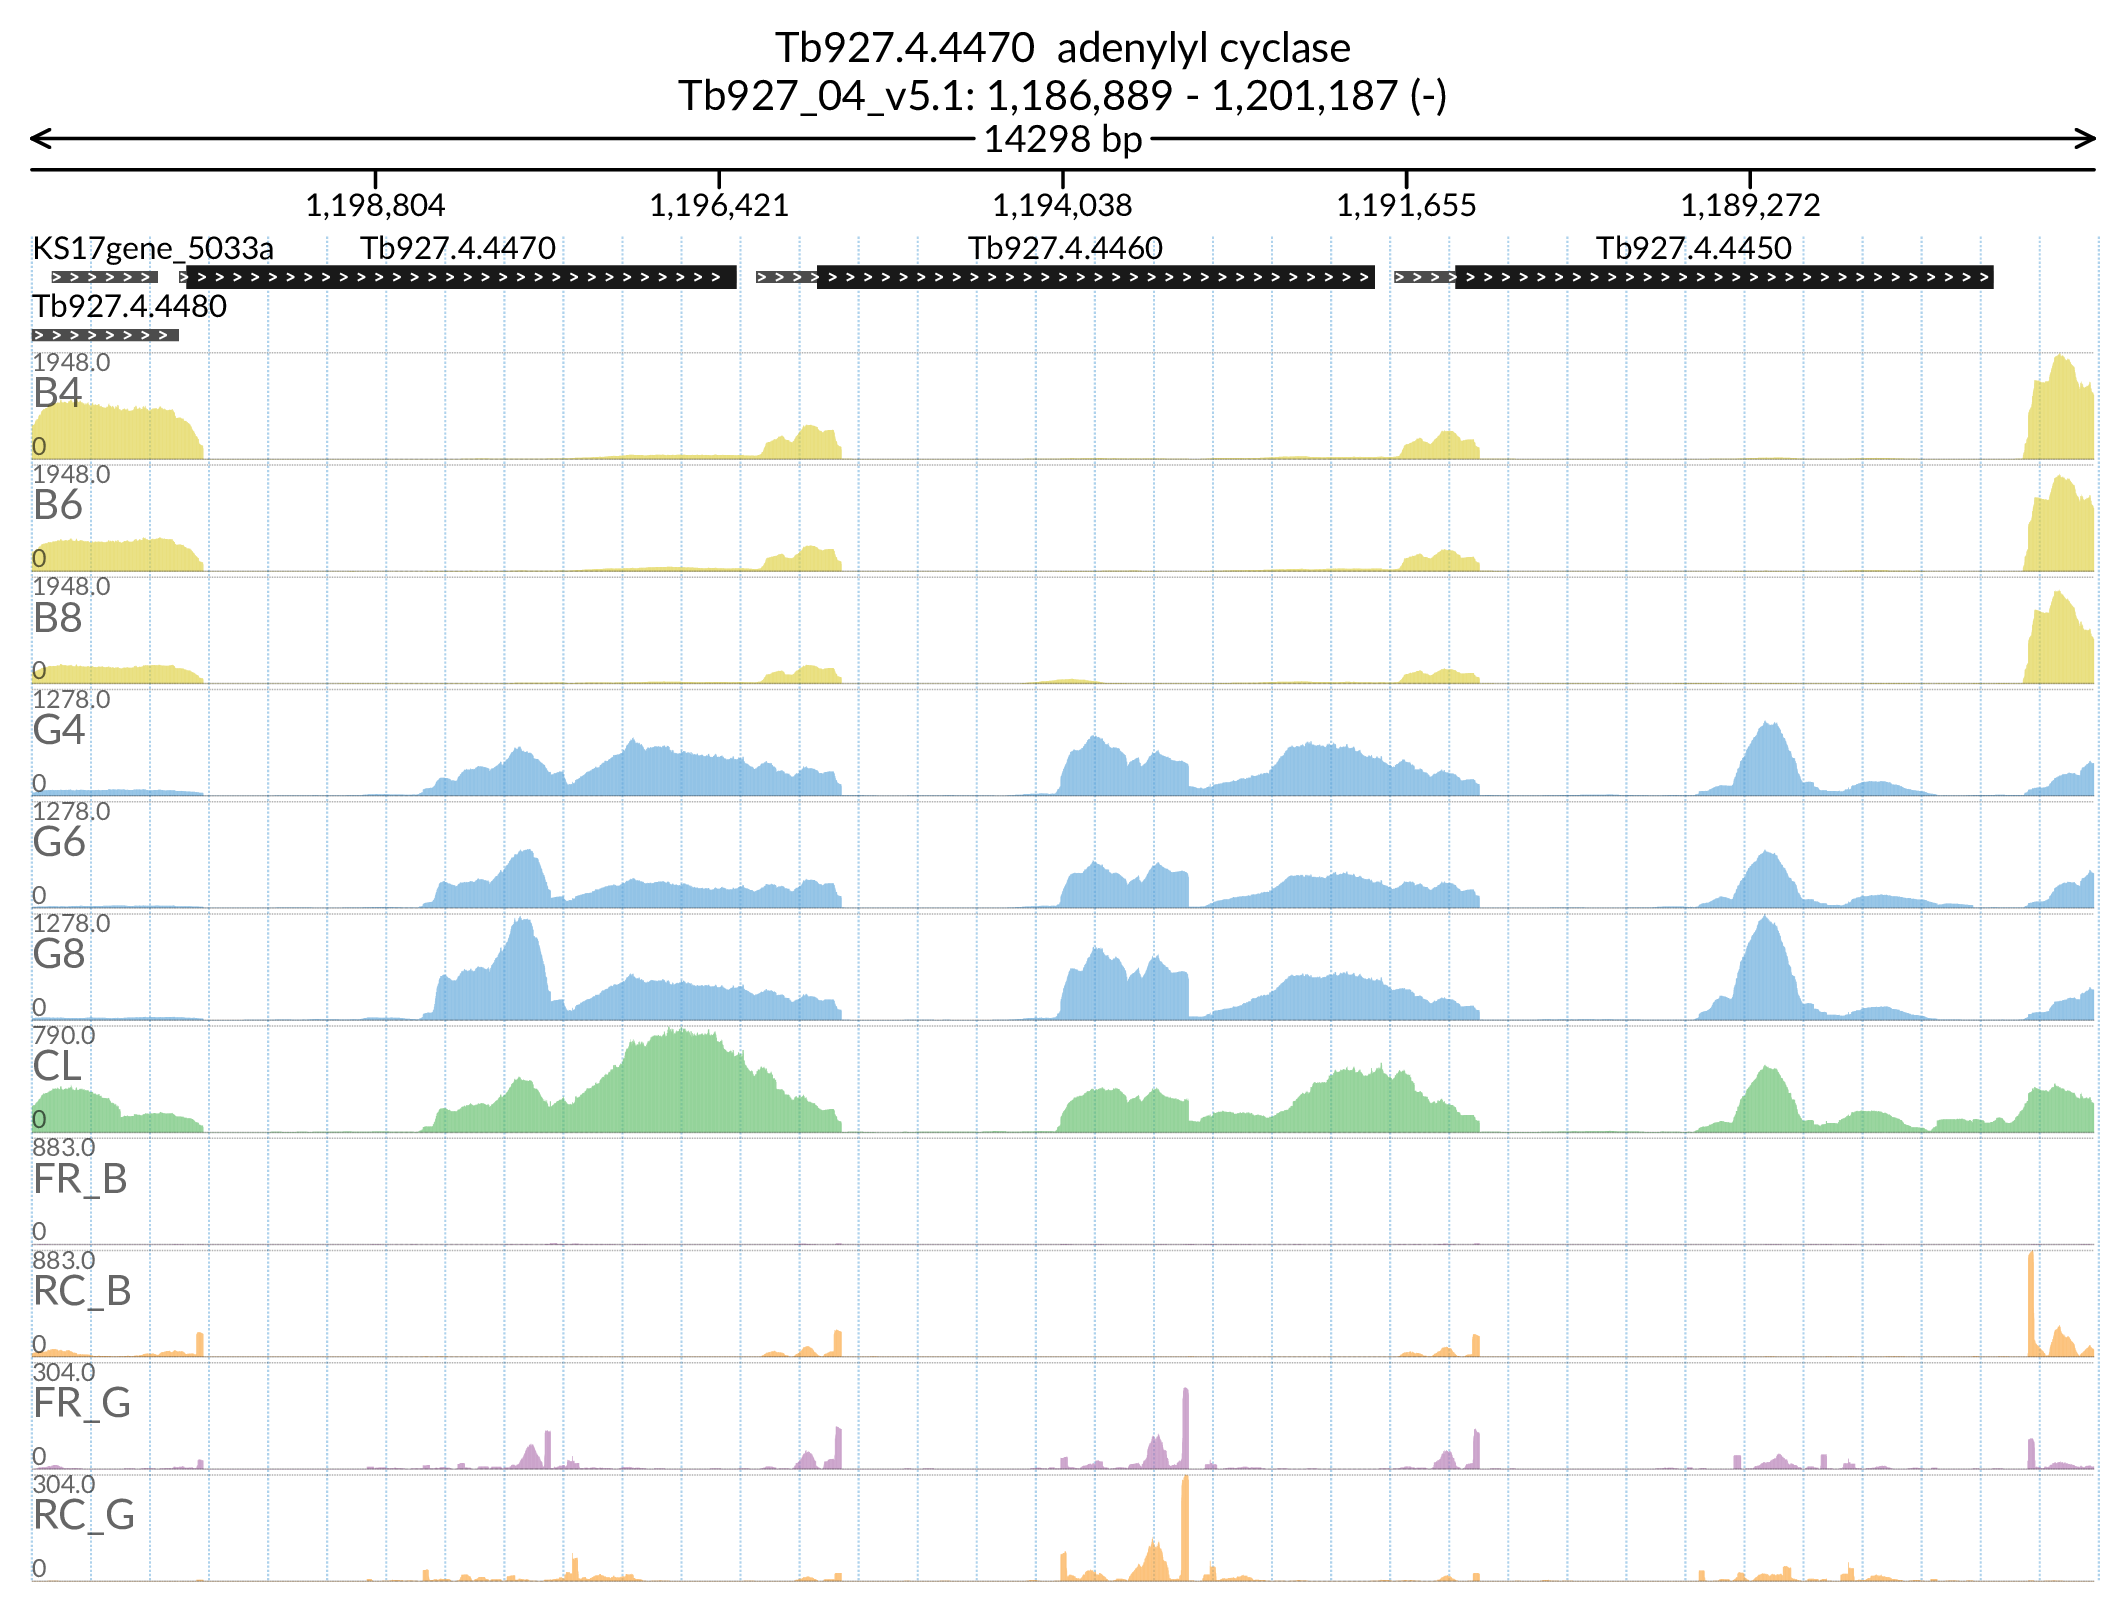 Tb927.4.4470 adenylyl cyclase
Tb927_04_v5.1: 1,186,889 - 1,201,187 (-)
14298 bp
1,198,804 1,196,421 1,194,038 1,191,655 1,189,272
KS17gene_5033a Tb927.4.4470 Tb927.4.4460 Tb927.4.4450
Tb927.4.4480
1948.0
B4
0
1948.0
B6
0
1948.0
B8
0
1278.0
G4
0
1278.0
G6
0
1278.0
G8
0
790.0
CL
0
883.0
FR_B
0
883.0
RC_B
0
304.0
FR_G
0
304.0
RC_G
0